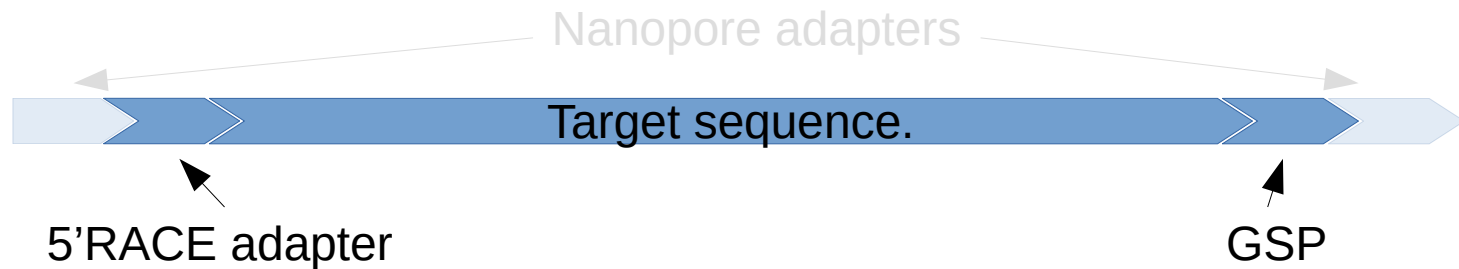 Nanopore adapters
Target sequence.
5’RACE adapter
GSP